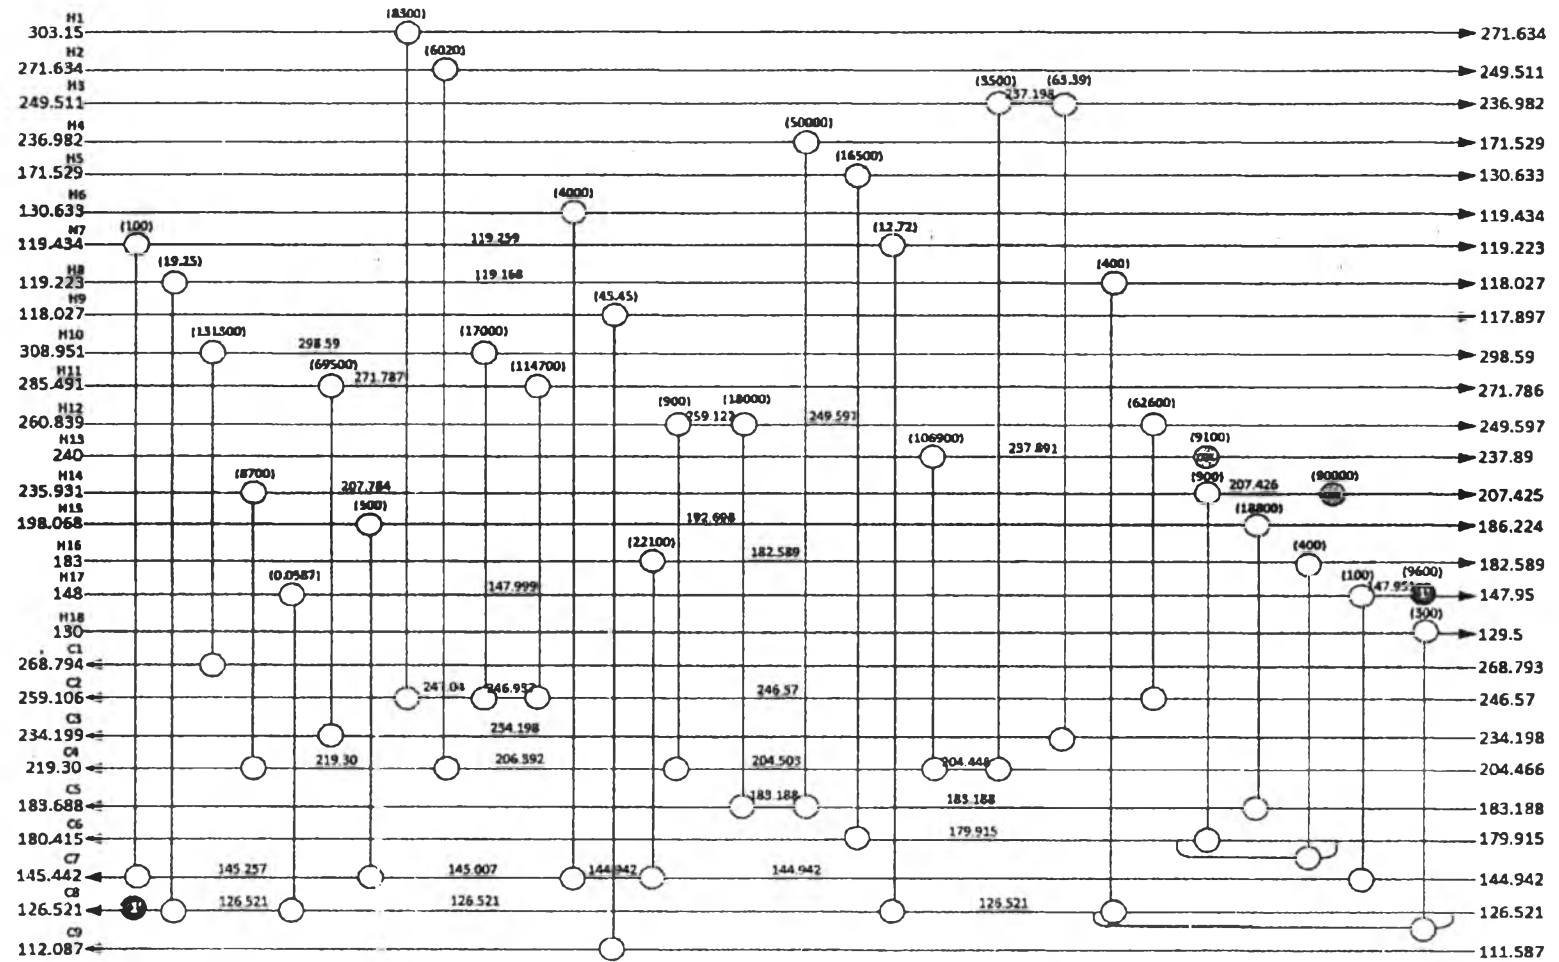 H1 (8300)
303.15 271.634
H2 (6020)
271.634 249.511
H3 (3500) (65.39)
249.511 237.198 236.982
H4 (50000)
236.982 171.529
H5 (16500)
171.529 130.633
H6 (4000)
130.633 119.434
H7 (100) (12.72)
119.434 119.259 119.223
H8 (19.25) (400)
119.223 119.168 118.027
H9 (45.45)
118.027 117.897
H10 (131300) (17000)
308.951 298.59 298.59
H11 (69500) (114700)
285.491 271.787 271.786
H12 (900) (18000) (62600)
260.839 259.122 249.597 249.597
H13 (106900) (9100)
240 237.891 237.89
H14 (8700) (900) (90000)
235.931 207.784 207.426 207.425
H15 (500) (18800)
198.068 192.698 186.224
H16 (22100) (400)
183 182.589 182.589
H17 (0.0587) (100) (9600)
148 147.999 147.951 147.95
H18 (300)
130 129.5
C1
268.794 268.793
C2
259.106 247.04 246.957 246.57 246.57
C3
234.199 234.198 234.198
C4
219.30 219.30 206.392 204.503 204.448 204.466
C5
183.688 183.188 183.188 183.188
C6
180.415 179.915 179.915
C7
145.442 145.257 145.007 144.942 144.942 144.942
C8
126.521 126.521 126.521 126.521 126.521
C9
112.087 111.587